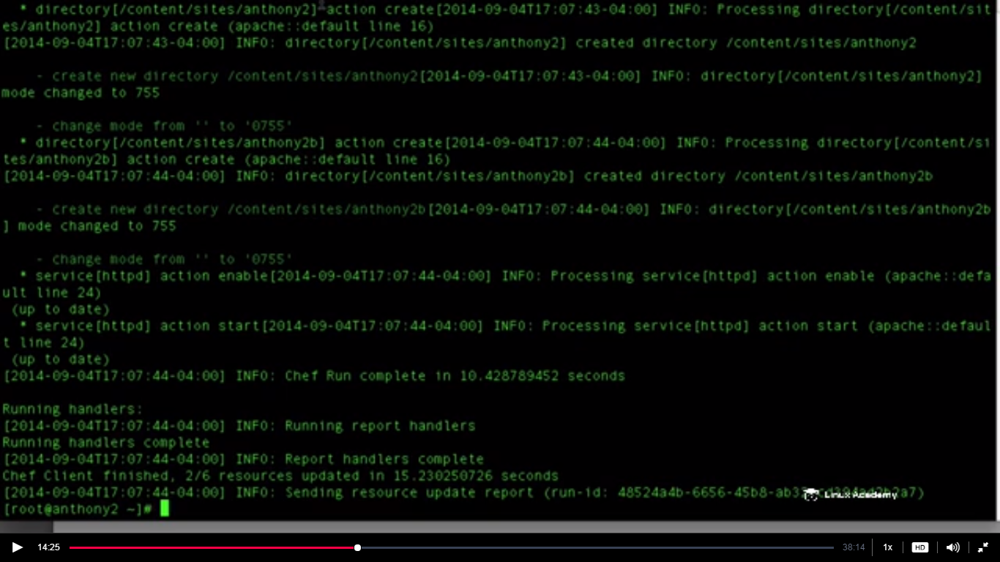 * directory[/content/sites/anthony2] action create[2014-09-04T17:07:43-04:00] INFO: Processing directory[/content/sit
es/anthony2] action create (apache::default line 16)
[2014-09-04T17:07:43-04:00] INFO: directory[/content/sites/anthony2] created directory /content/sites/anthony2
- create new directory /content/sites/anthony2[2014-09-04T17:07:43-04:00] INFO: directory[/content/sites/anthony2]
mode changed to 755
- change mode from '' to '0755'
* directory[/content/sites/anthony2b] action create[2014-09-04T17:07:44-04:00] INFO: Processing directory[/content/si
tes/anthony2b] action create (apache::default line 16)
[2014-09-04T17:07:44-04:00] INFO: directory[/content/sites/anthony2b] created directory /content/sites/anthony2b
- create new directory /content/sites/anthony2b[2014-09-04T17:07:44-04:00] INFO: directory[/content/sites/anthony2b
] mode changed to 755
- change mode from '' to '0755'
* service[httpd] action enable[2014-09-04T17:07:44-04:00] INFO: Processing service[httpd] action enable (apache::defa
ult line 24)
(up to date)
* service[httpd] action start[2014-09-04T17:07:44-04:00] INFO: Processing service[httpd] action start (apache::defaul
t line 24)
(up to date)
[2014-09-04T17:07:44-04:00] INFO: Chef Run complete in 10.428789452 seconds
Running handlers:
[2014-09-04T17:07:44-04:00] INFO: Running report handlers
Running handlers complete
[2014-09-04T17:07:44-04:00] INFO: Report handlers complete
Chef Client finished, 2/6 resources updated in 15.230250726 seconds
[2014-09-04T17:07:44-04:00] INFO: Sending resource update report (run-id:
Linux Academy
[root@anthony2 ~]#
14:25 38:14 1x HD